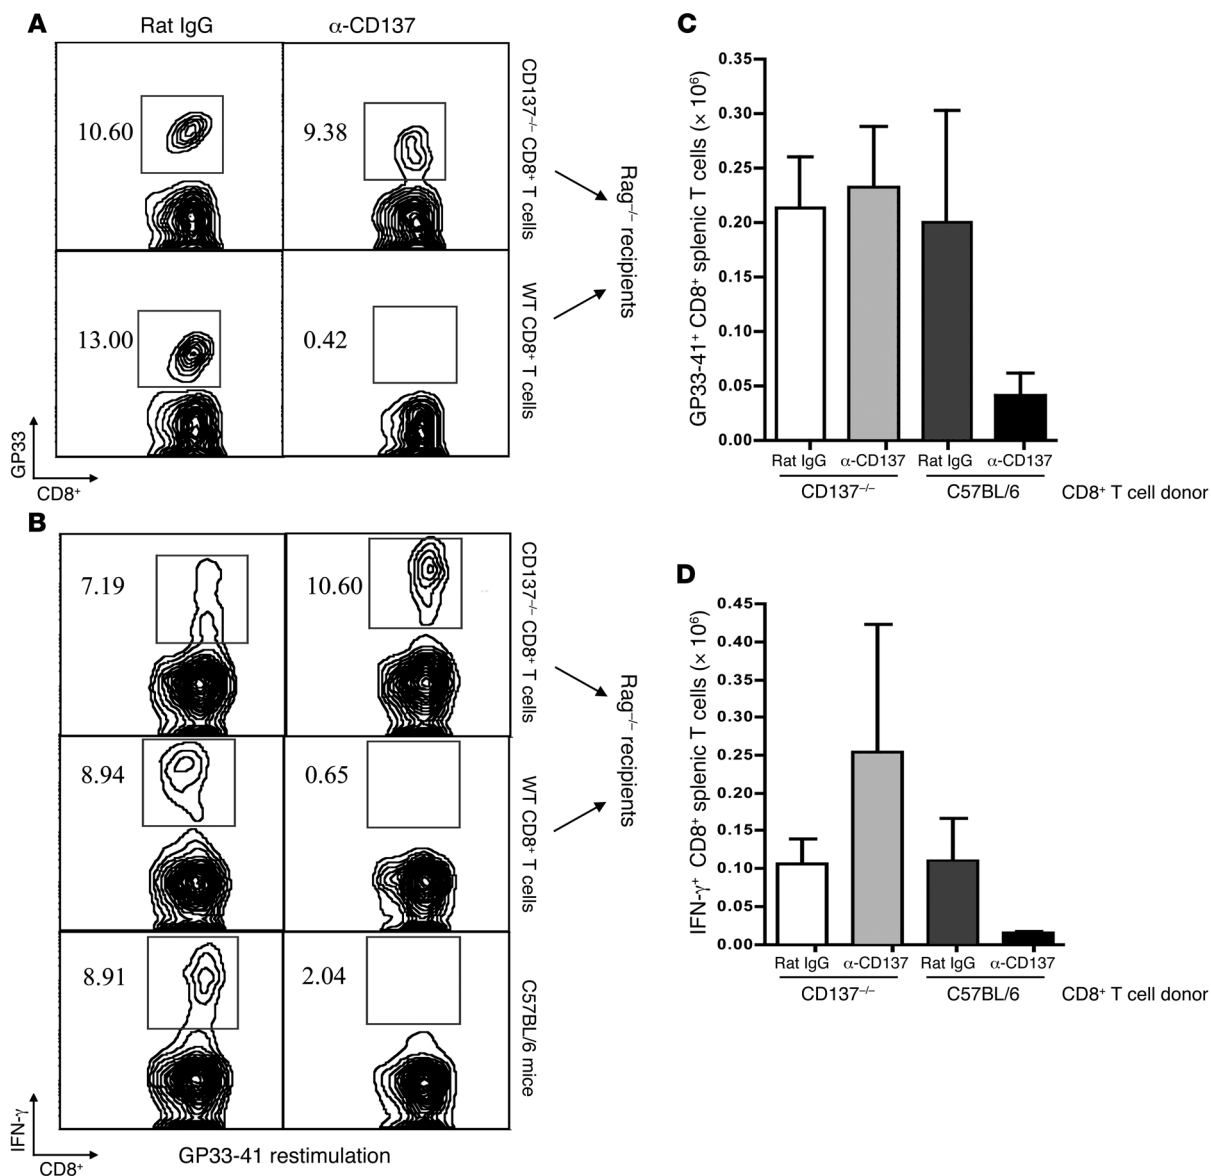 A
Rat IgG
α-CD137
10.60
9.38
CD137⁻/⁻ CD8⁺ T cells
13.00
0.42
WT CD8⁺ T cells
Rag⁻/⁻ recipients
GP33
CD8⁺
B
7.19
10.60
CD137⁻/⁻ CD8⁺ T cells
8.94
0.65
WT CD8⁺ T cells
Rag⁻/⁻ recipients
8.91
2.04
C57BL/6 mice
IFN-γ
CD8⁺
GP33-41 restimulation
C
GP33-41⁺ CD8⁺ splenic T cells (× 10⁶)
0.35
0.30
0.25
0.20
0.15
0.10
0.05
0.00
Rat IgG α-CD137 Rat IgG α-CD137
CD137⁻/⁻ C57BL/6 CD8⁺ T cell donor
D
IFN-γ⁺ CD8⁺ splenic T cells (× 10⁶)
0.45
0.40
0.35
0.30
0.25
0.20
0.15
0.10
0.05
0.00
Rat IgG α-CD137 Rat IgG α-CD137
CD137⁻/⁻ C57BL/6 CD8⁺ T cell donor